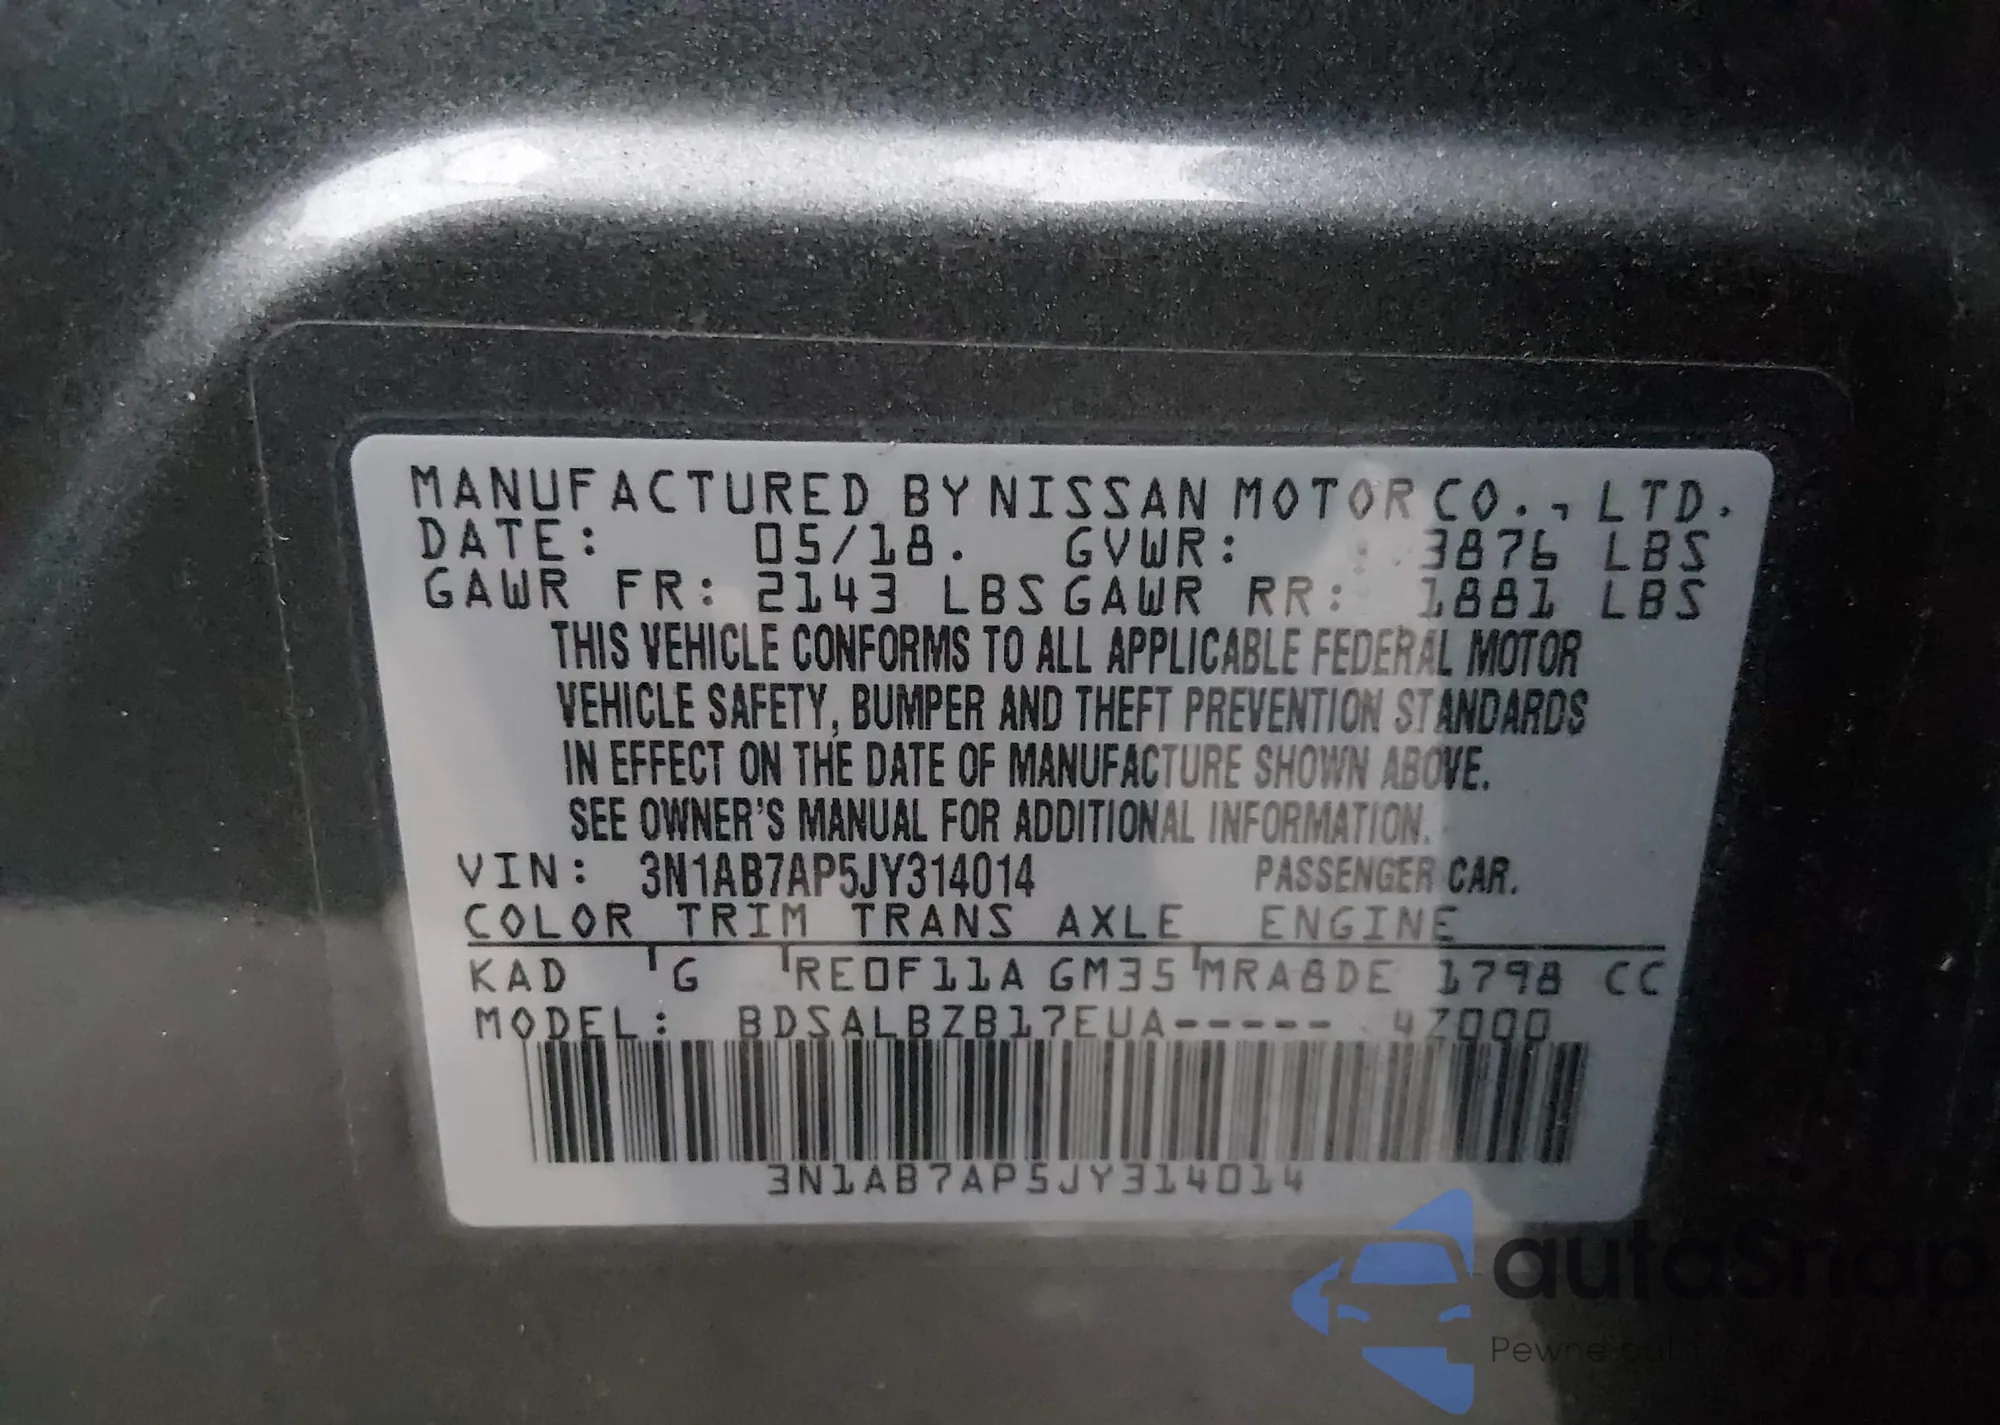 MANUFACTURED BY NISSAN MOTOR CO., LTD.
DATE: 05/18. GVWR: 3876 LBS
GAWR FR: 2143 LBS GAWR RR: 1881 LBS
THIS VEHICLE CONFORMS TO ALL APPLICABLE FEDERAL MOTOR
VEHICLE SAFETY, BUMPER AND THEFT PREVENTION STANDARDS
IN EFFECT ON THE DATE OF MANUFACTURE SHOWN ABOVE.
SEE OWNER'S MANUAL FOR ADDITIONAL INFORMATION.
VIN: 3N1AB7AP5JY314014 PASSENGER CAR.
COLOR TRIM TRANS AXLE ENGINE
KAD G RE0F11A GM35 MRA8DE 1798 CC
MODEL: BDSALBZB17EUA----- 4Z000
3N1AB7AP5JY314014
autaSnap
Pewne auta